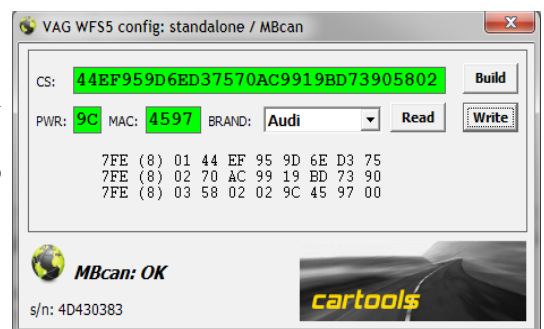 VAG WFS5 config: standalone / MBcan
CS: 44EF959D6ED37570AC9919BD73905802 Build
PWR: 9C MAC: 4597 BRAND: Audi Read Write
7FE (8) 01 44 EF 95 9D 6E D3 75
7FE (8) 02 70 AC 99 19 BD 73 90
7FE (8) 03 58 02 02 9C 45 97 00
MBcan: OK
s/n: 4D430383
cartools